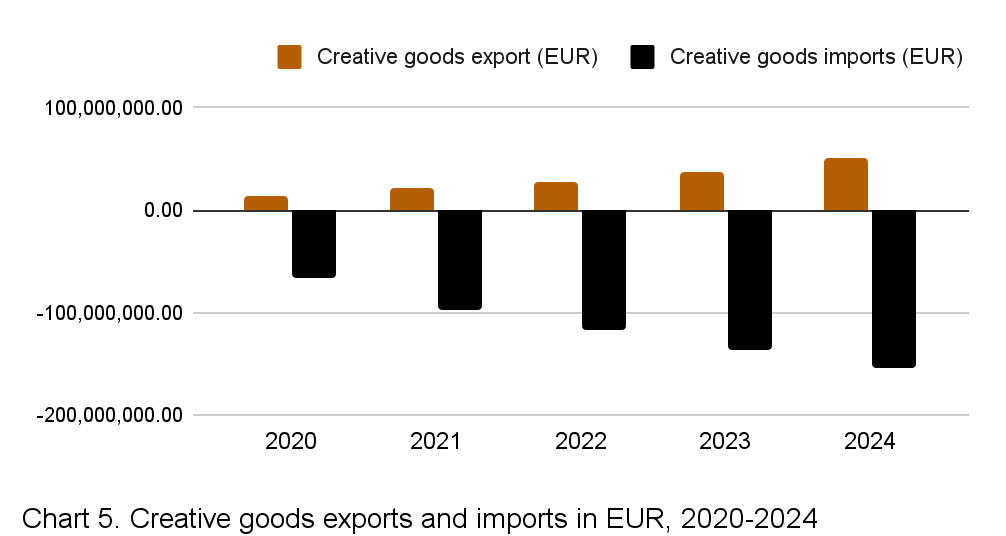 Creative goods export (EUR) Creative goods imports (EUR)
100,000,000.00
0.00
-100,000,000.00
-200,000,000.00
2020 2021 2022 2023 2024
Chart 5. Creative goods exports and imports in EUR, 2020-2024